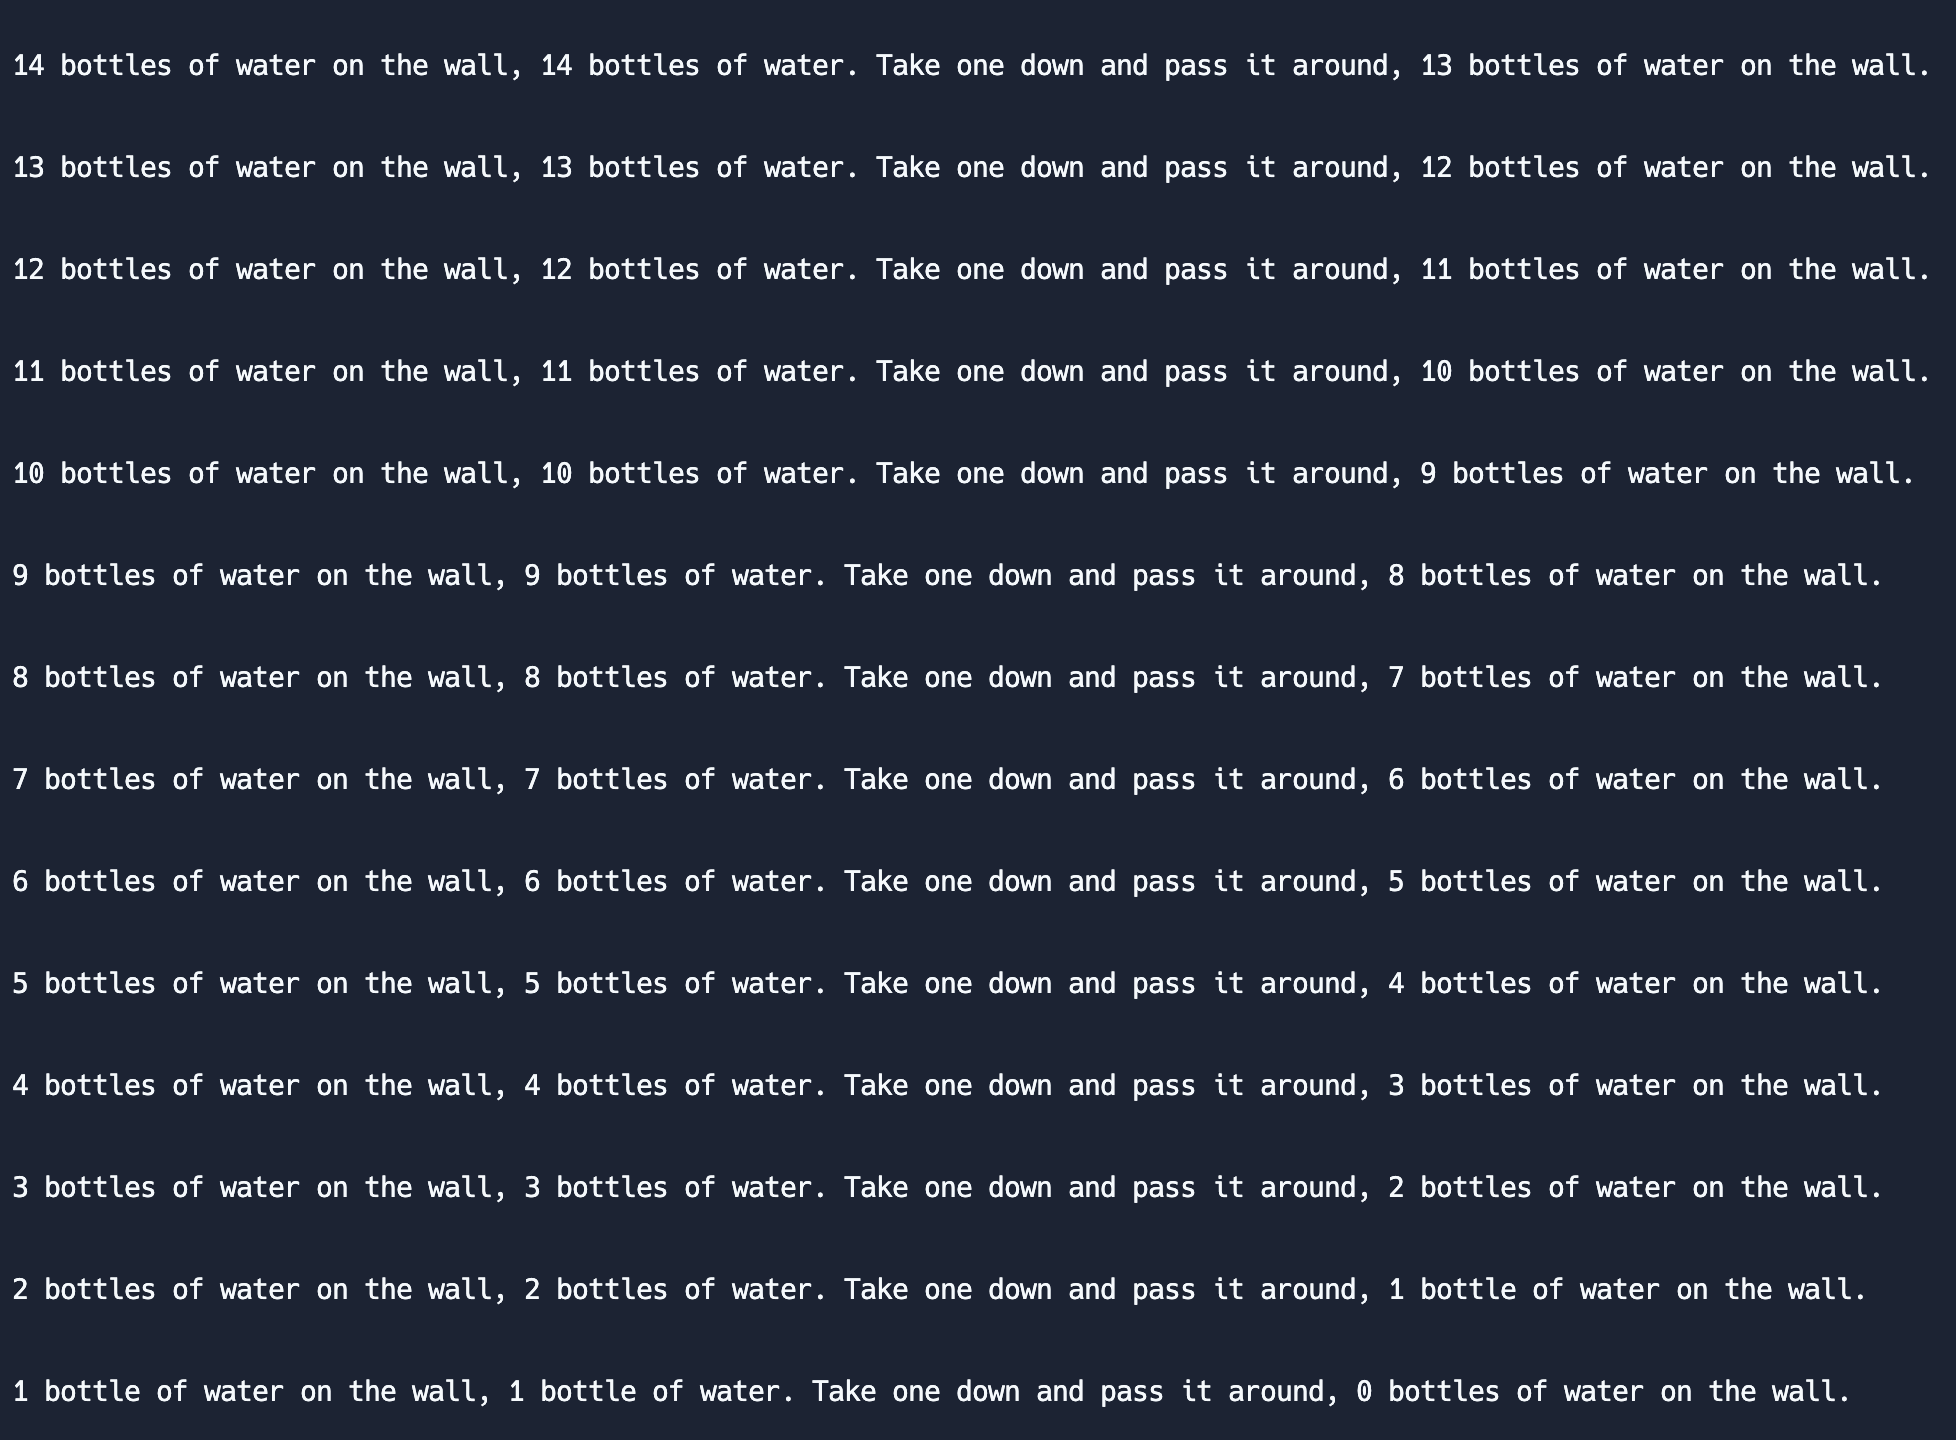 14 bottles of water on the wall, 14 bottles of water. Take one down and pass it around, 13 bottles of water on the wall.
13 bottles of water on the wall, 13 bottles of water. Take one down and pass it around, 12 bottles of water on the wall.
12 bottles of water on the wall, 12 bottles of water. Take one down and pass it around, 11 bottles of water on the wall.
11 bottles of water on the wall, 11 bottles of water. Take one down and pass it around, 10 bottles of water on the wall.
10 bottles of water on the wall, 10 bottles of water. Take one down and pass it around, 9 bottles of water on the wall.
9 bottles of water on the wall, 9 bottles of water. Take one down and pass it around, 8 bottles of water on the wall.
8 bottles of water on the wall, 8 bottles of water. Take one down and pass it around, 7 bottles of water on the wall.
7 bottles of water on the wall, 7 bottles of water. Take one down and pass it around, 6 bottles of water on the wall.
6 bottles of water on the wall, 6 bottles of water. Take one down and pass it around, 5 bottles of water on the wall.
5 bottles of water on the wall, 5 bottles of water. Take one down and pass it around, 4 bottles of water on the wall.
4 bottles of water on the wall, 4 bottles of water. Take one down and pass it around, 3 bottles of water on the wall.
3 bottles of water on the wall, 3 bottles of water. Take one down and pass it around, 2 bottles of water on the wall.
2 bottles of water on the wall, 2 bottles of water. Take one down and pass it around, 1 bottle of water on the wall.
1 bottle of water on the wall, 1 bottle of water. Take one down and pass it around, 0 bottles of water on the wall.